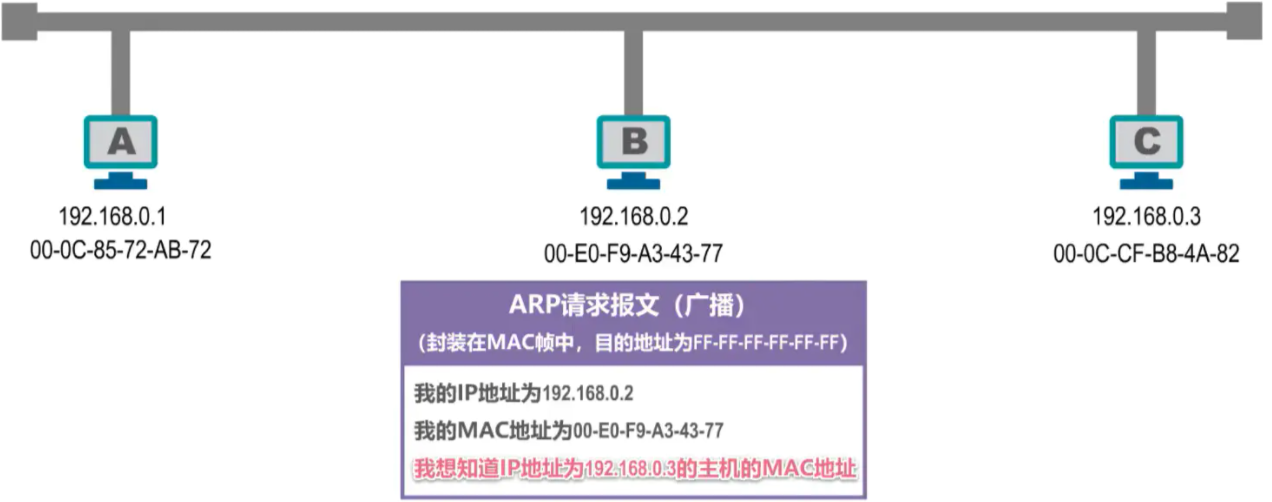 A
B
C
192.168.0.1
192.168.0.2
192.168.0.3
00-0C-85-72-AB-72
00-E0-F9-A3-43-77
00-0C-CF-B8-4A-82
ARP请求报文（广播）
（封装在MAC帧中，目的地址为FF-FF-FF-FF-FF-FF）
我的IP地址为192.168.0.2
我的MAC地址为00-E0-F9-A3-43-77
我想知道IP地址为192.168.0.3的主机的MAC地址